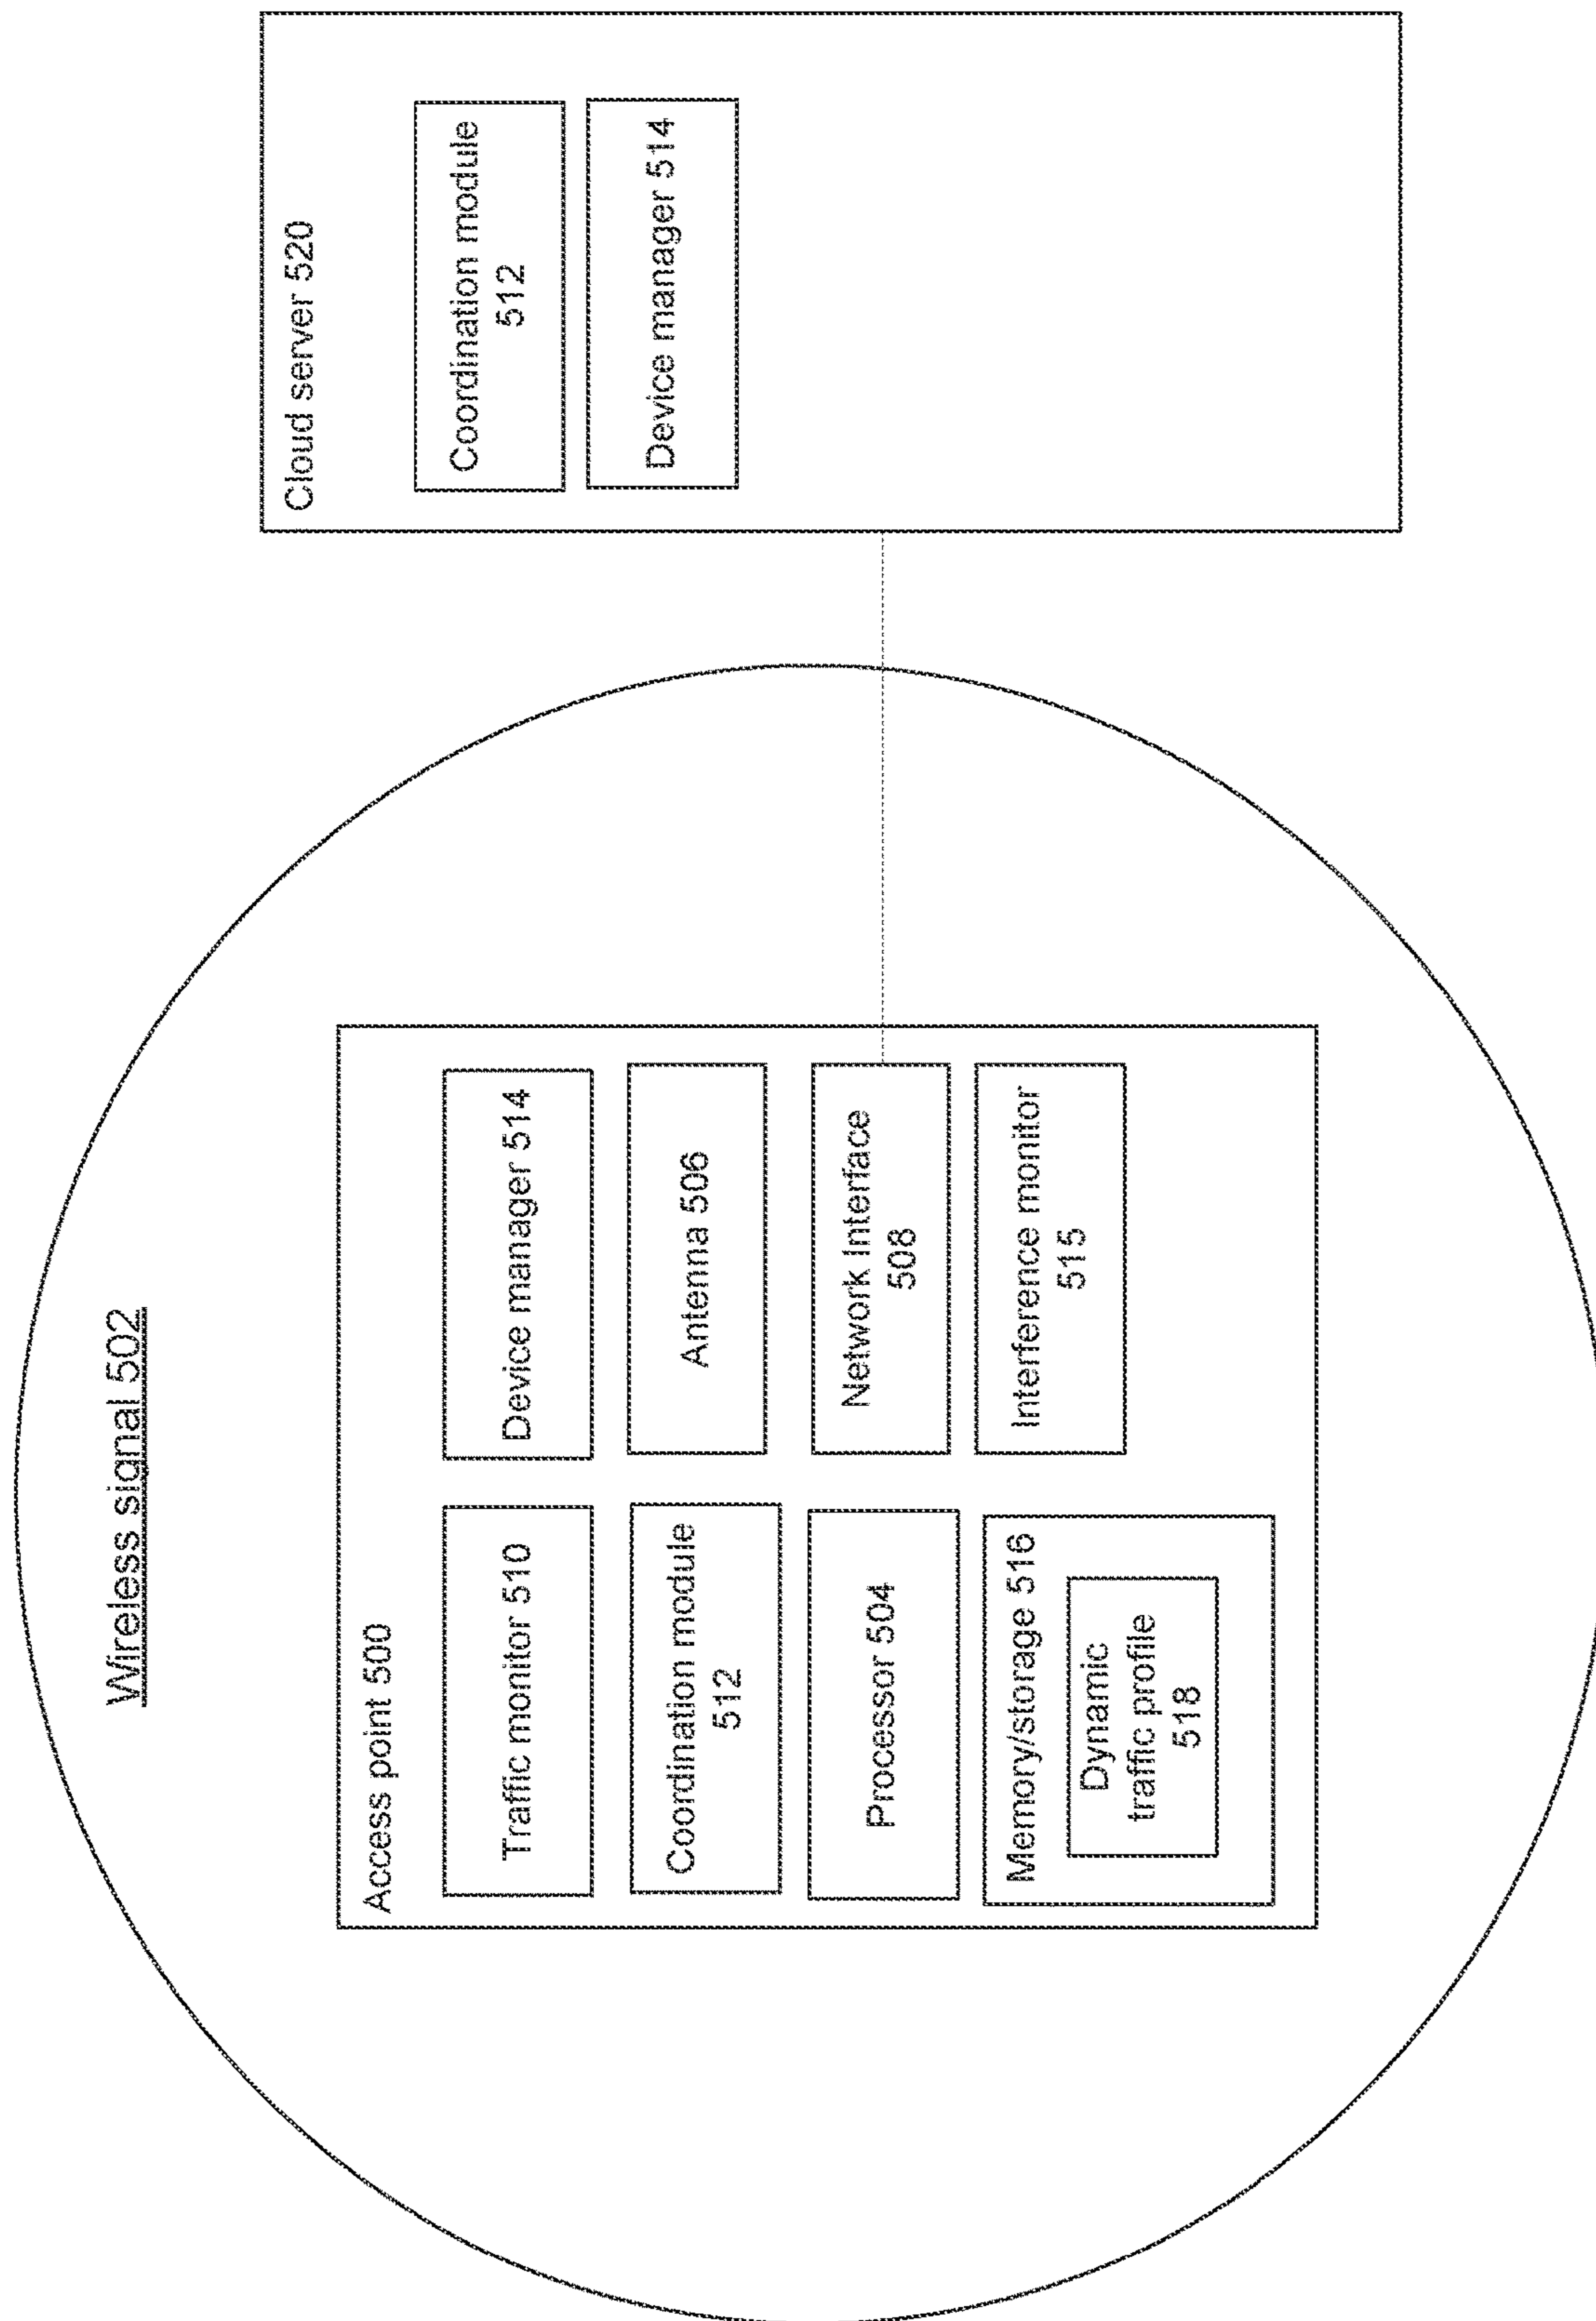 Wireless signal 502
Access point 500
Traffic monitor 510
Device manager 514
Coordination module
512
Antenna 506
Processor 504
Network Interface
508
Memory/storage 516
Dynamic
traffic profile
518
Interference monitor
515
Cloud server 520
Coordination module
512
Device manager 514